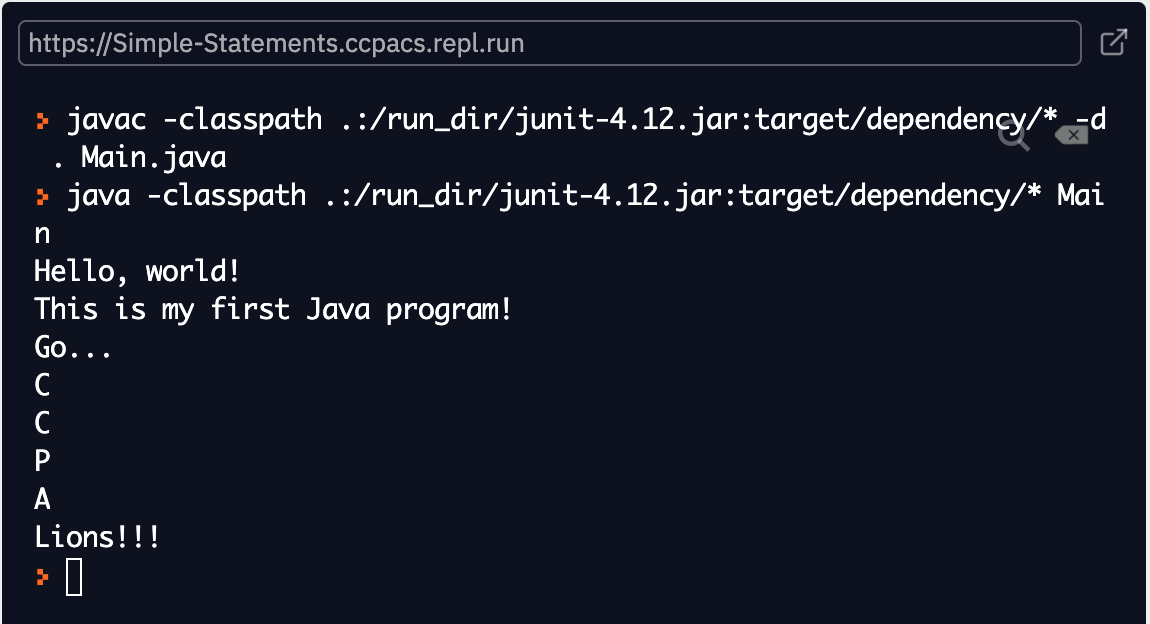 https://Simple-Statements.ccpacs.repl.run
javac -classpath .:/run_dir/junit-4.12.jar:target/dependency/* -d
. Main.java
java -classpath .:/run_dir/junit-4.12.jar:target/dependency/* Mai
n
Hello, world!
This is my first Java program!
Go...
C
C
P
A
Lions!!!